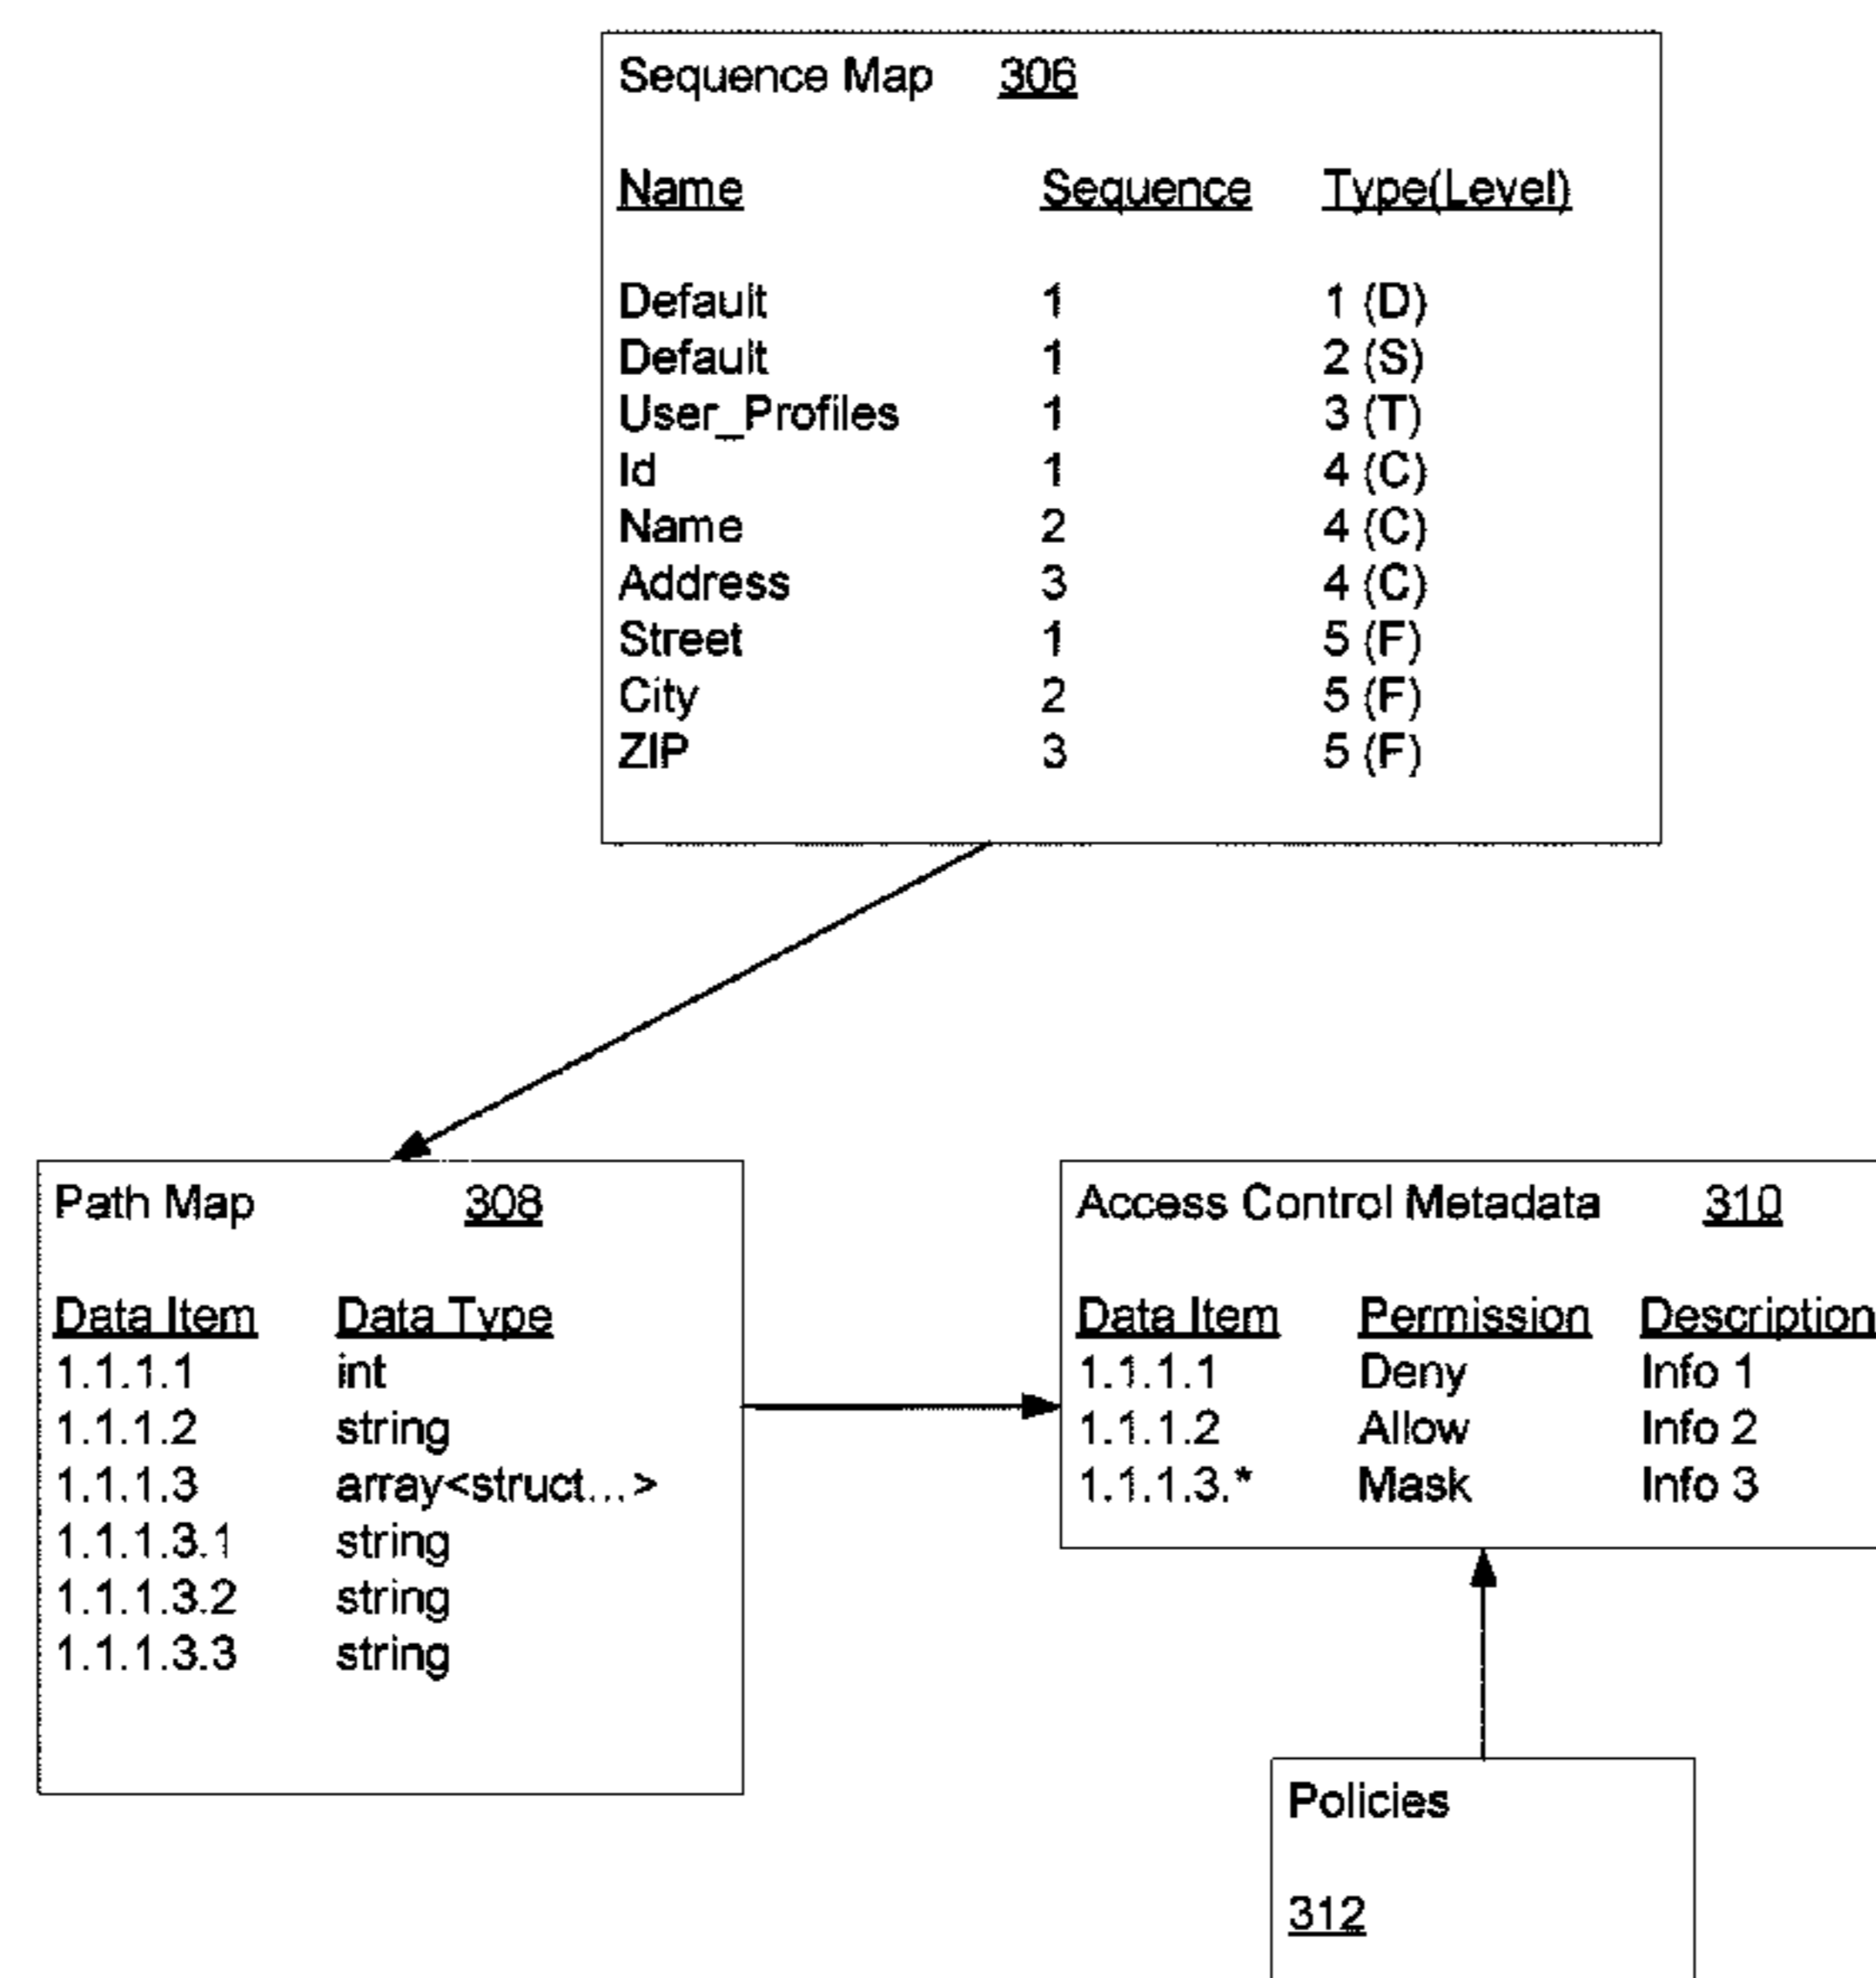 Sequence Map 306
Name Sequence Type(Level)
Default 1 1 (D)
Default 1 2 (S)
User_Profiles 1 3 (T)
Id 1 4 (C)
Name 2 4 (C)
Address 3 4 (C)
Street 1 5 (F)
City 2 5 (F)
ZIP 3 5 (F)
Path Map 308
Data Item Data Type
1.1.1.1 int
1.1.1.2 string
1.1.1.3 array<struct...>
1.1.1.3.1 string
1.1.1.3.2 string
1.1.1.3.3 string
Access Control Metadata 310
Data Item Permission Description
1.1.1.1 Deny Info 1
1.1.1.2 Allow Info 2
1.1.1.3.* Mask Info 3
Policies
312